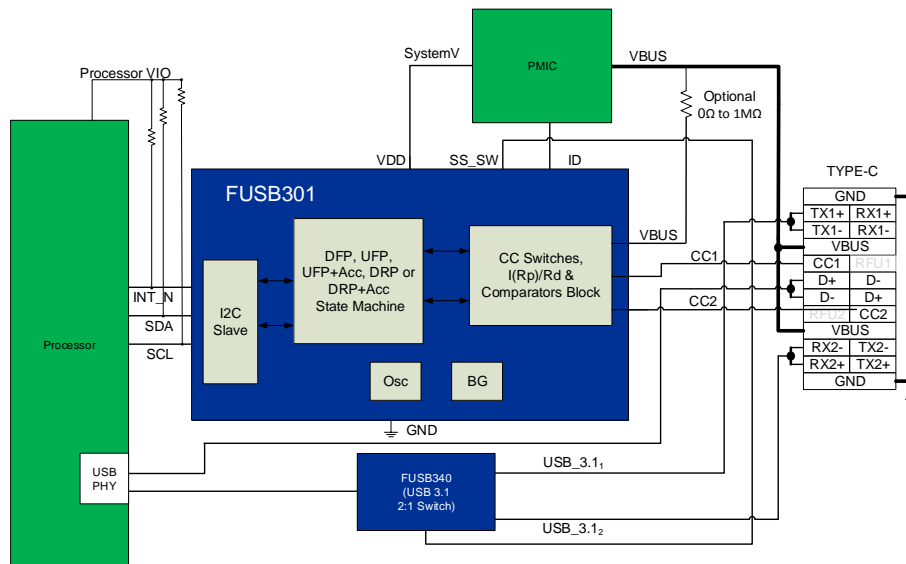 SystemV
PMIC
VBUS
Processor VIO
Optional
0Ω to 1MΩ
VDD
SS_SW
ID
TYPE-C
FUSB301
GND
TX1+ RX1+
TX1- RX1-
VBUS
CC1 RFU1
D+ D-
D- D+
RFU2 CC2
VBUS
RX2- TX2-
RX2+ TX2+
GND
DFP, UFP,
UFP+Acc, DRP or
DRP+Acc
State Machine
CC Switches,
I(Rp)/Rd &
Comparators Block
VBUS
CC1
CC2
I2C
Slave
INT_N
SDA
SCL
Processor
Osc
BG
GND
USB
PHY
FUSB340
(USB 3.1
2:1 Switch)
USB_3.1₁
USB_3.1₂